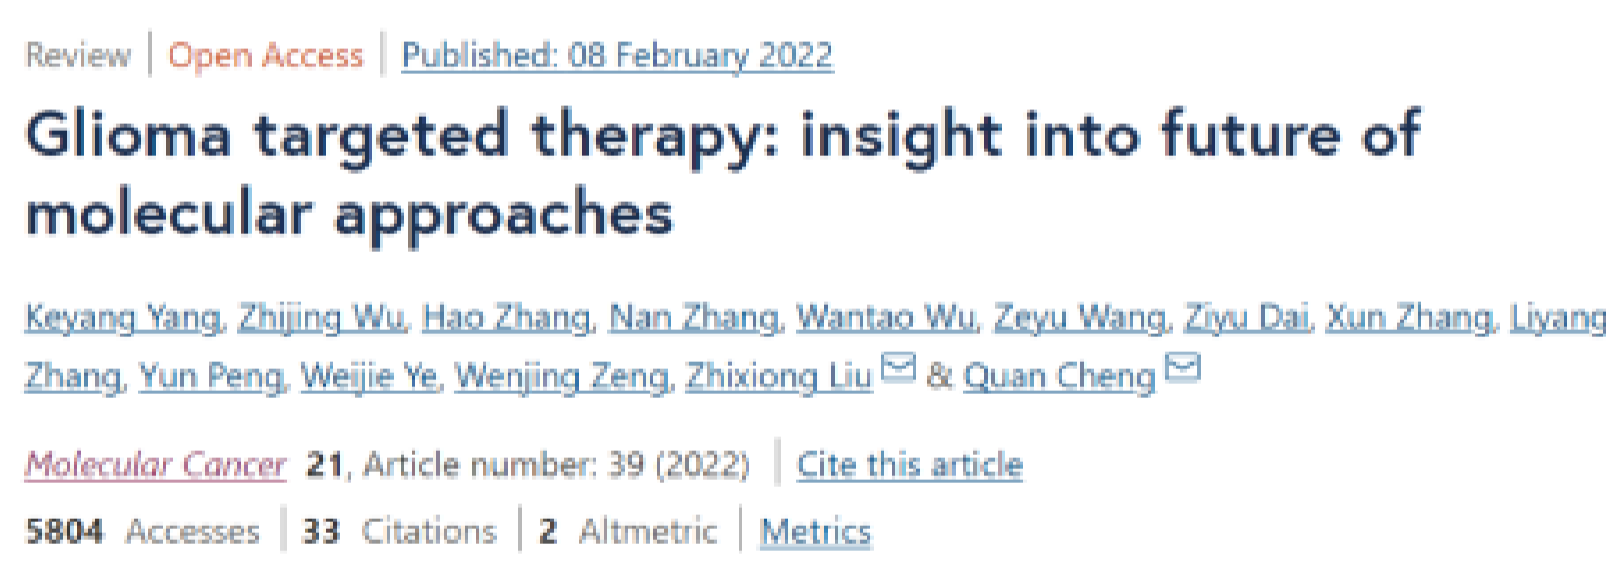 Review | Open Access | Published: 08 February 2022
Glioma targeted therapy: insight into future of
molecular approaches
Keyang Yang, Zhijing Wu, Hao Zhang, Nan Zhang, Wantao Wu, Zeyu Wang, Ziyu Dai, Xun Zhang, Liyang
Zhang, Yun Peng, Weijie Ye, Wenjing Zeng, Zhixiong Liu & Quan Cheng
Molecular Cancer 21, Article number: 39 (2022) | Cite this article
5804 Accesses | 33 Citations | 2 Altmetric | Metrics